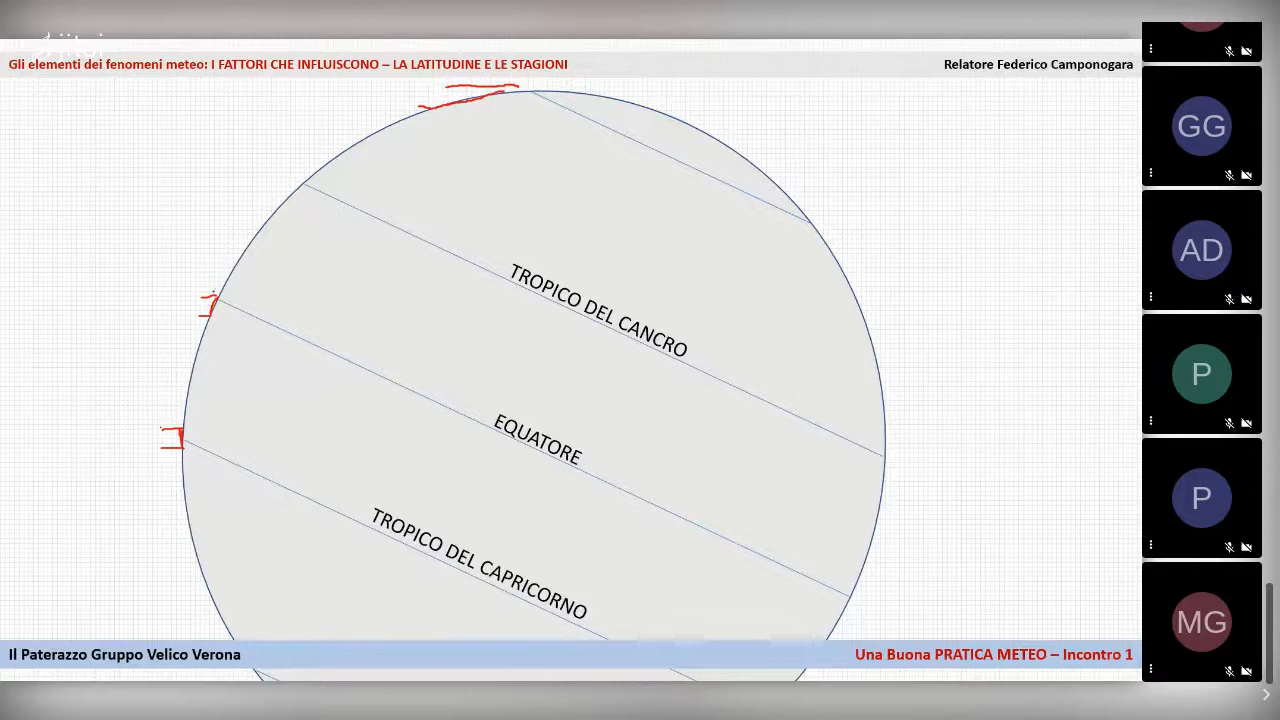 Gli elementi dei fenomeni meteo: I FATTORI CHE INFLUISCONO – LA LATITUDINE E LE STAGIONI
Relatore Federico Camponogara
TROPICO DEL CANCRO
EQUATORE
TROPICO DEL CAPRICORNO
Il Paterazzo Gruppo Velico Verona
Una Buona PRATICA METEO – Incontro 1
GG
AD
P
P
MG